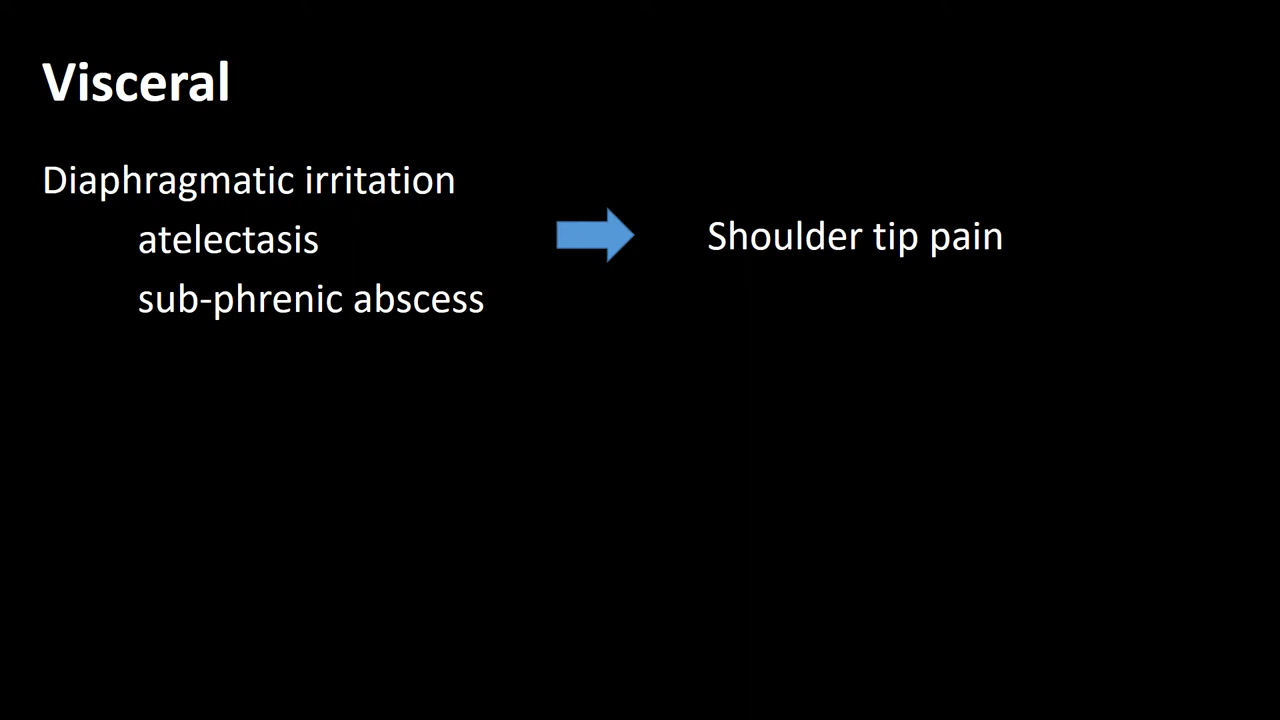 Visceral
Diaphragmatic irritation
atelectasis
sub-phrenic abscess
Shoulder tip pain